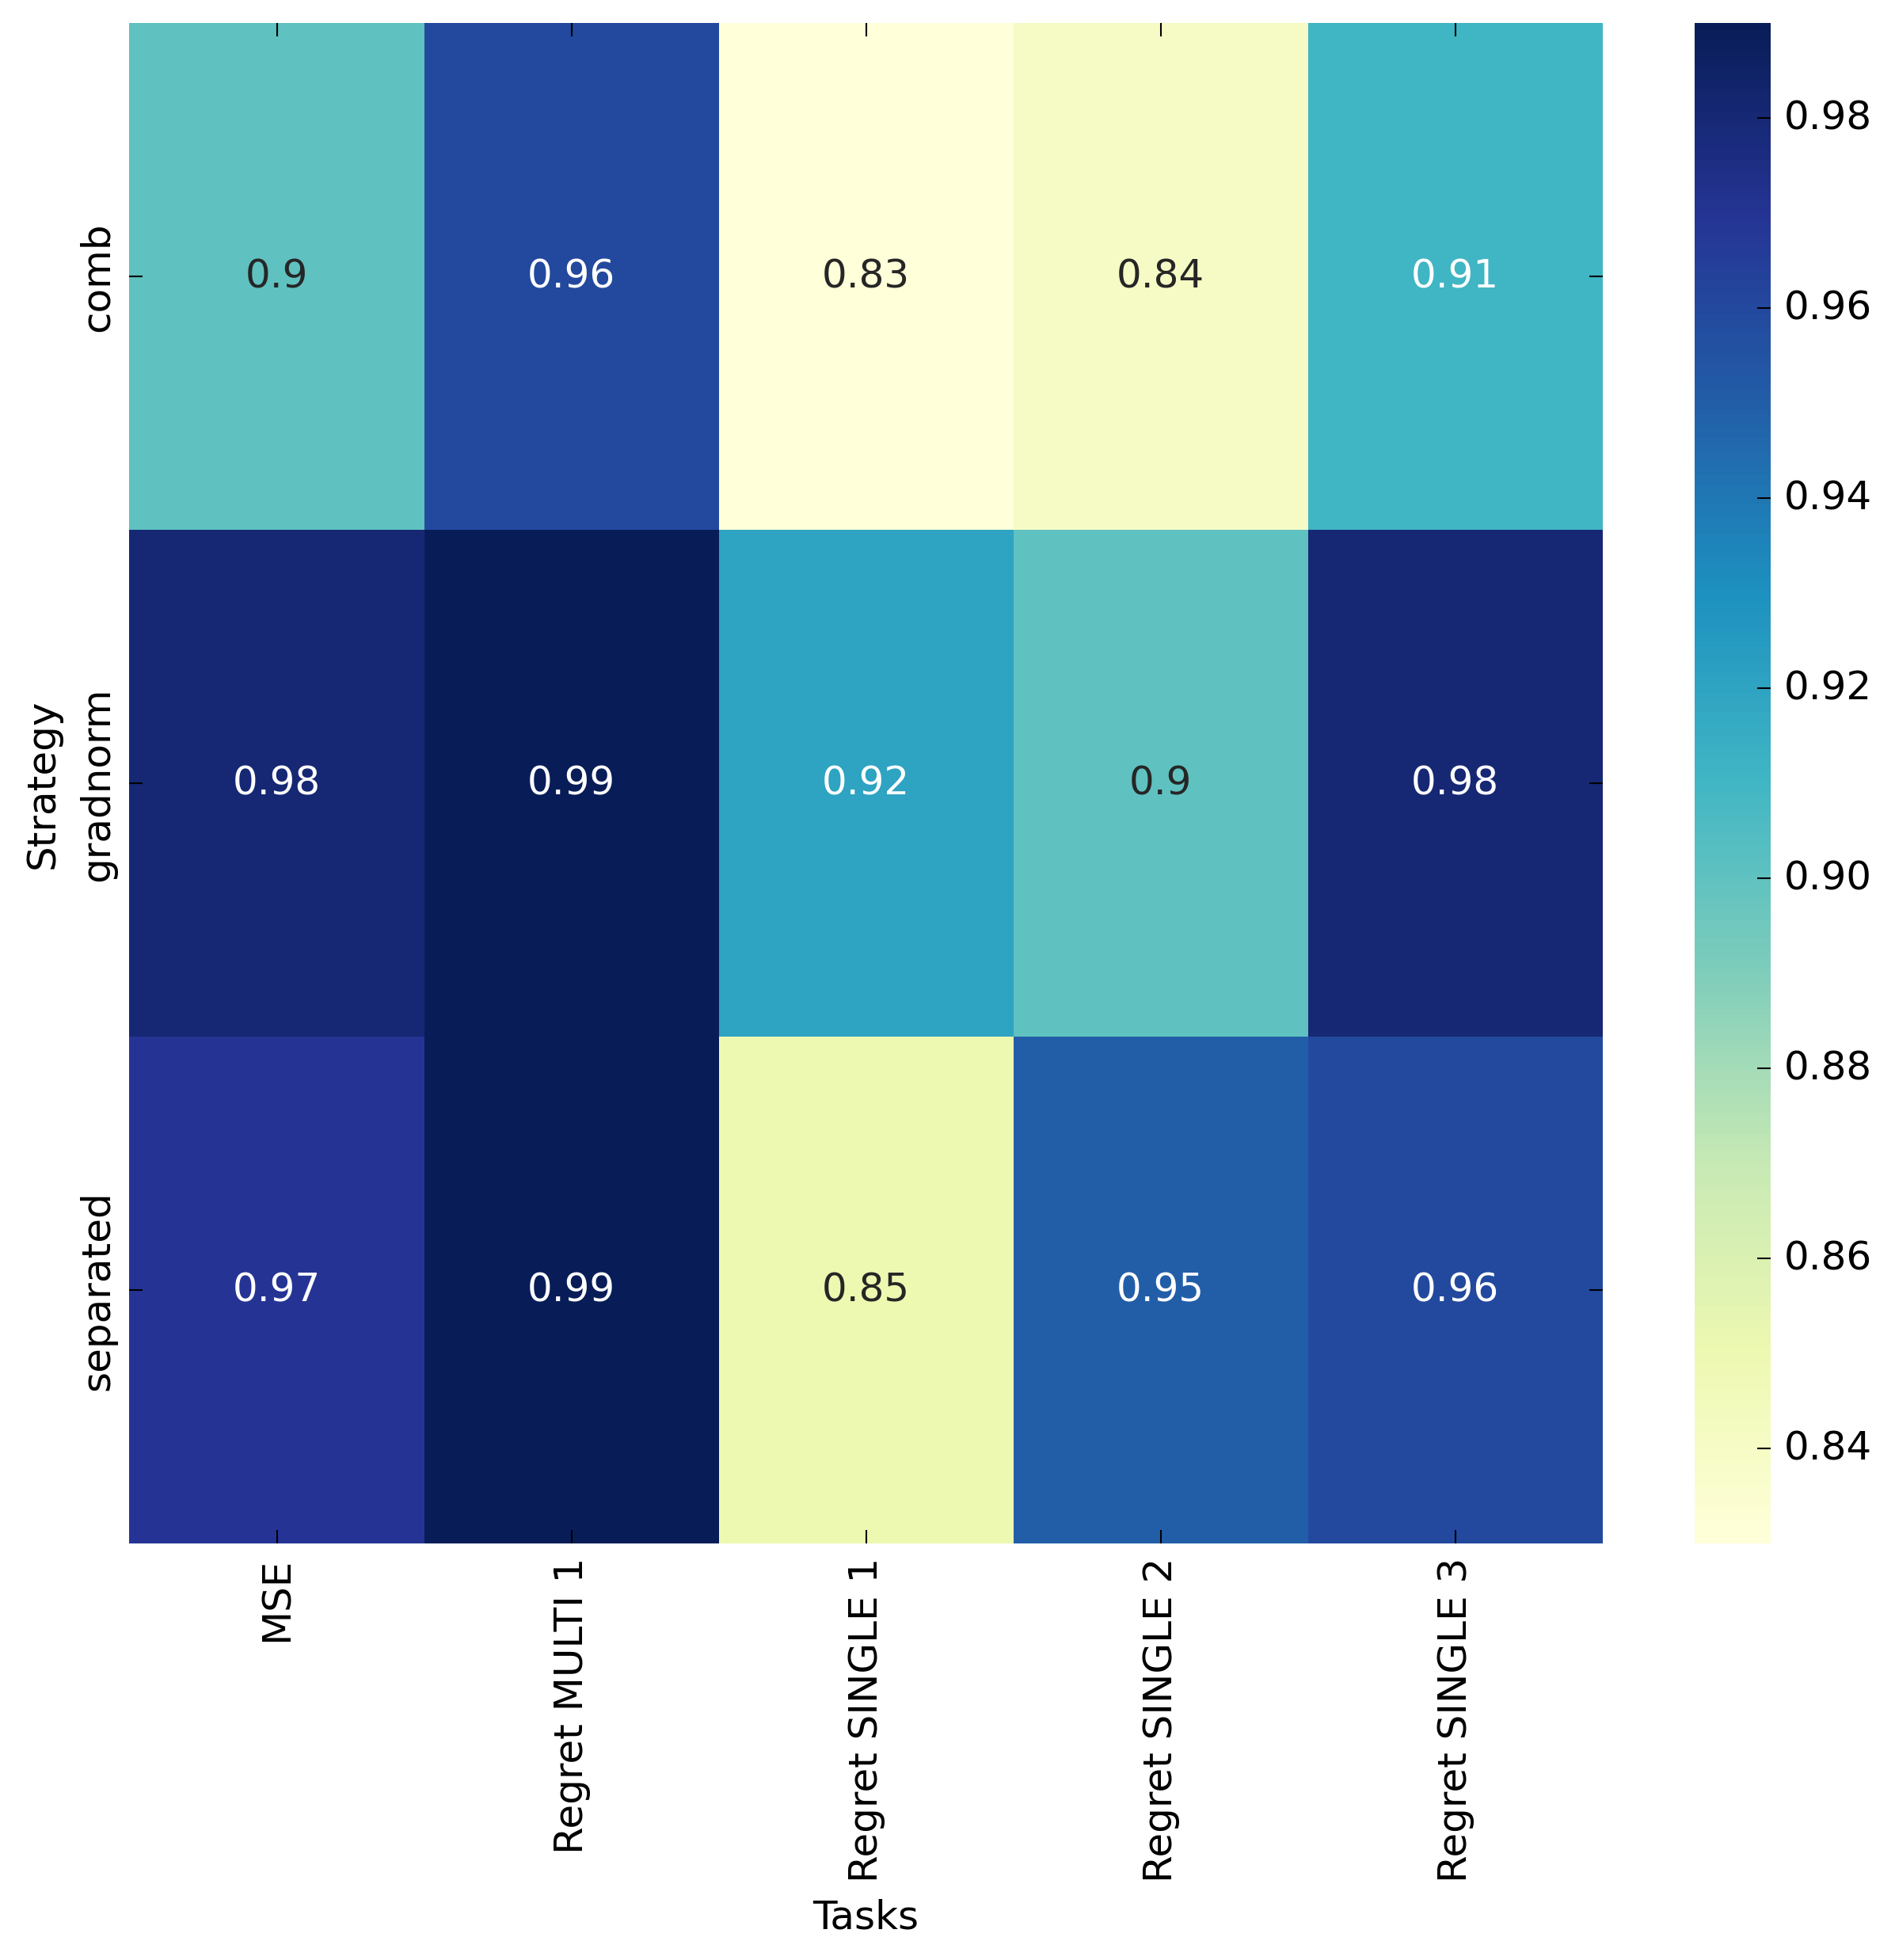 Strategy
comb
0.9 0.96 0.83 0.84 0.91
gradnorm
0.98 0.99 0.92 0.9 0.98
separated
0.97 0.99 0.85 0.95 0.96
MSE
Regret MULTI 1
Regret SINGLE 1
Regret SINGLE 2
Regret SINGLE 3
Tasks
0.98
0.96
0.94
0.92
0.90
0.88
0.86
0.84